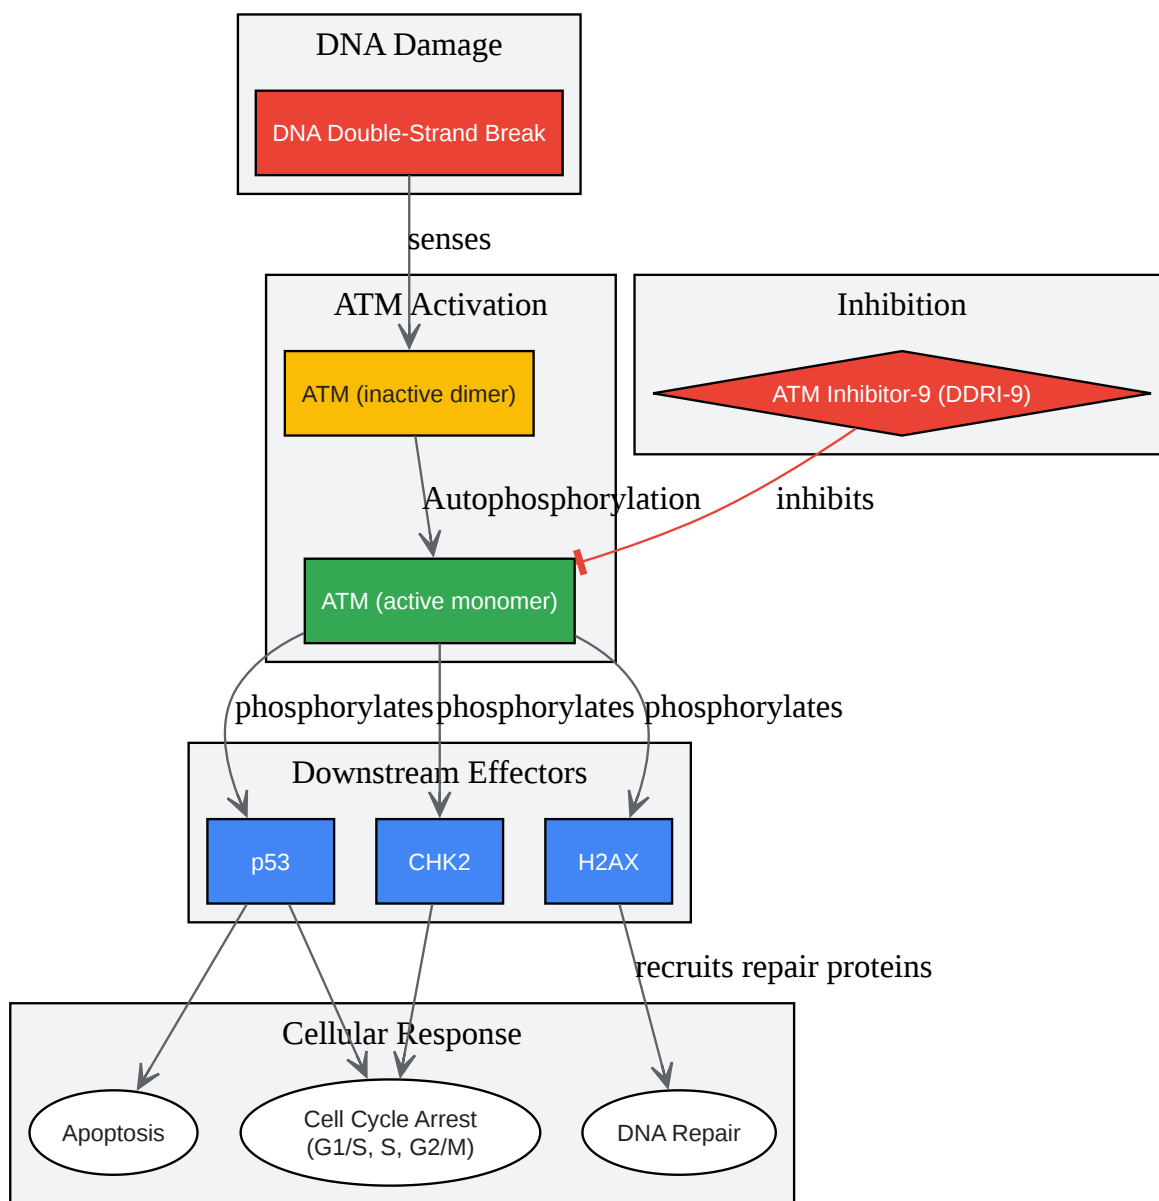 DNA Damage
DNA Double-Strand Break
senses
ATM Activation
Inhibition
ATM (inactive dimer)
ATM Inhibitor-9 (DDRI-9)
Autophosphorylation
inhibits
ATM (active monomer)
phosphorylates
phosphorylates
phosphorylates
Downstream Effectors
p53
CHK2
H2AX
recruits repair proteins
Cellular Response
Apoptosis
Cell Cycle Arrest
(G1/S, S, G2/M)
DNA Repair